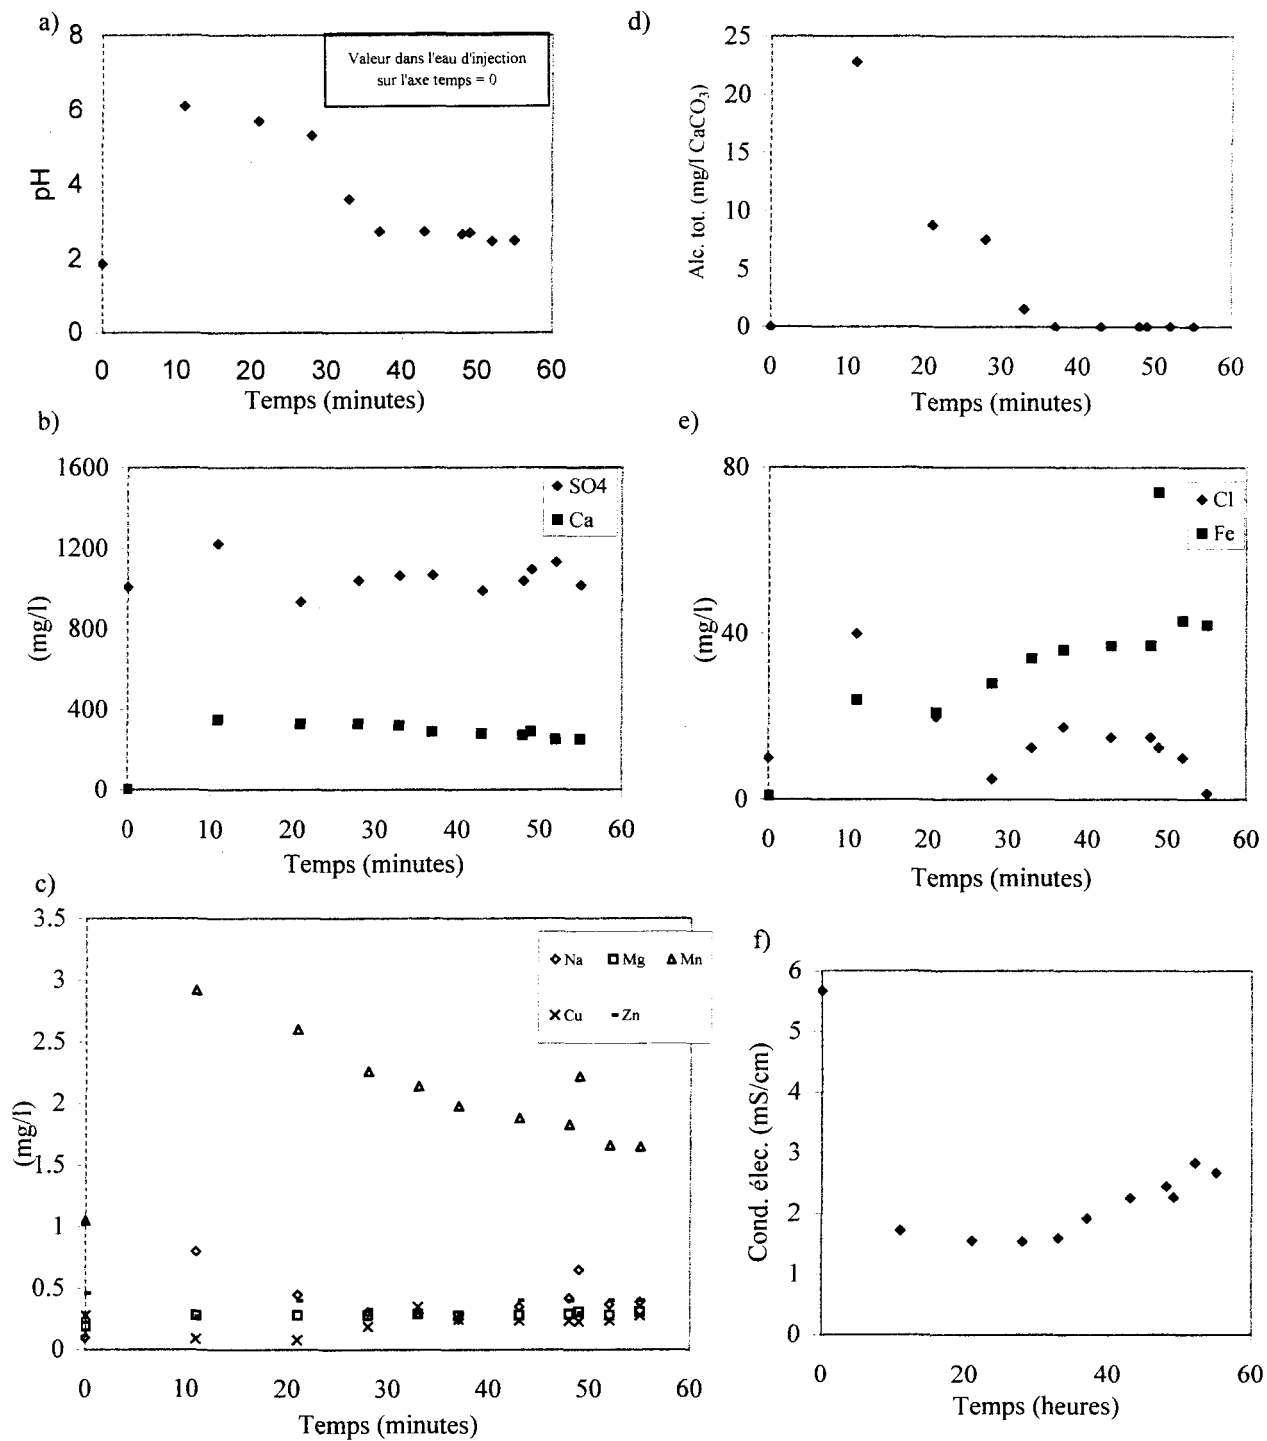 a)
8
6
4
2
0
pH
Valeur dans l'eau d'injection
sur l'axe temps = 0
0 10 20 30 40 50 60
Temps (minutes)
d)
25
20
15
10
5
0
Alc. tot. (mg/l CaCO3)
0 10 20 30 40 50 60
Temps (minutes)
b)
1600
1200
800
400
0
(mg/l)
SO4
Ca
0 10 20 30 40 50 60
Temps (minutes)
e)
80
40
0
(mg/l)
Cl
Fe
0 10 20 30 40 50 60
Temps (minutes)
c)
3.5
3
2.5
2
1.5
1
0.5
0
(mg/l)
Na Mg Mn
Cu Zn
0 10 20 30 40 50 60
Temps (minutes)
f)
6
5
4
3
2
1
0
Cond. élec. (mS/cm)
0 20 40 60
Temps (heures)